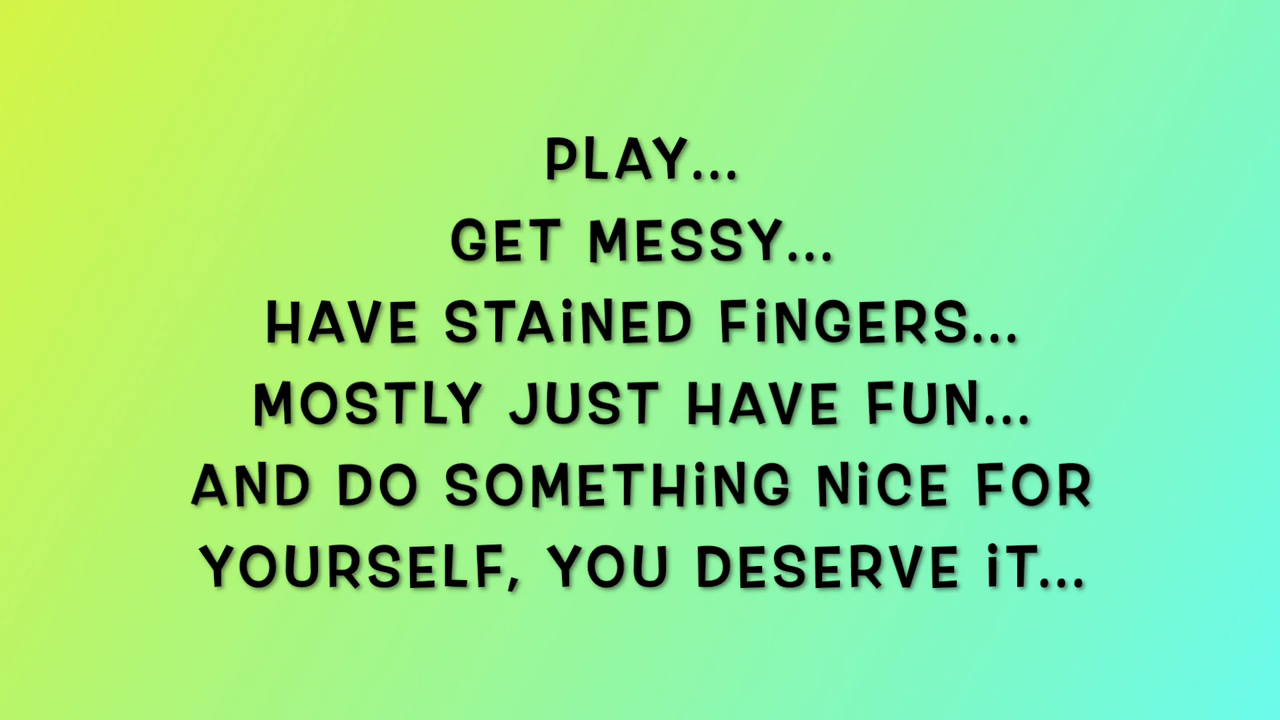 PLAY...
GET MESSY...
HAVE STAiNED FiNGERS...
MOSTLY JUST HAVE FUN...
AND DO SOMETHiNG NiCE FOR
YOURSELF, YOU DESERVE iT...